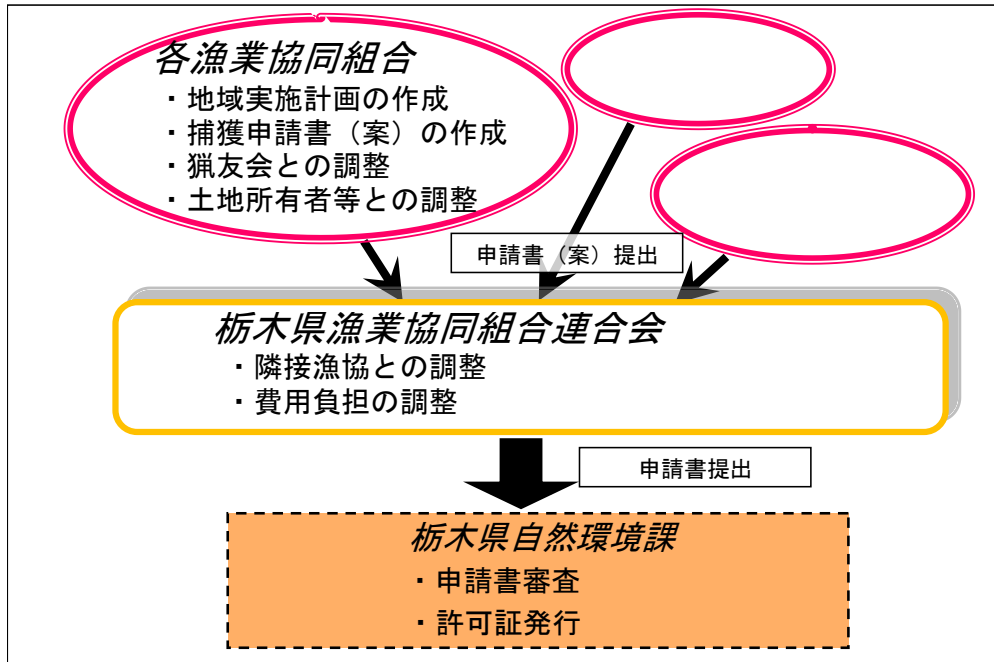 各漁業協同組合
・地域実施計画の作成
・捕獲申請書（案）の作成
・猟友会との調整
・土地所有者等との調整
申請書（案）提出
栃木県漁業協同組合連合会
・隣接漁協との調整
・費用負担の調整
申請書提出
栃木県自然環境課
・申請書審査
・許可証発行